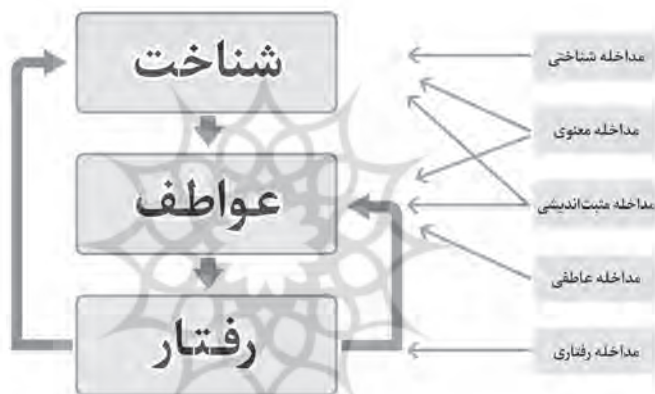 شناخت
عواطف
رفتار
مداخله شناختی
مداخله معنوی
مداخله مثبت‌اندیشی
مداخله عاطفی
مداخله رفتاری